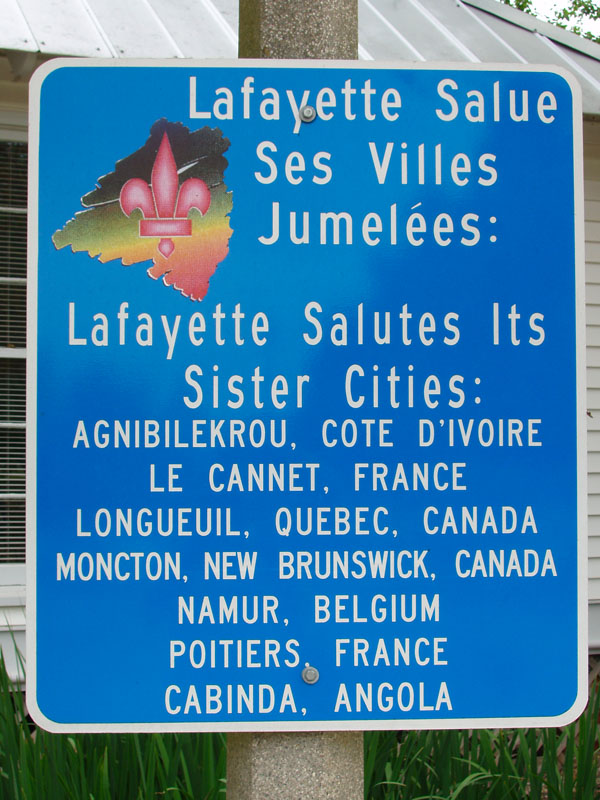 Lafayette Salue
Ses Villes
Jumelées:
Lafayette Salutes Its
Sister Cities:
AGNIBILEKROU, COTE D'IVOIRE
LE CANNET, FRANCE
LONGUEUIL, QUEBEC, CANADA
MONCTON, NEW BRUNSWICK, CANADA
NAMUR, BELGIUM
POITIERS, FRANCE
CABINDA, ANGOLA